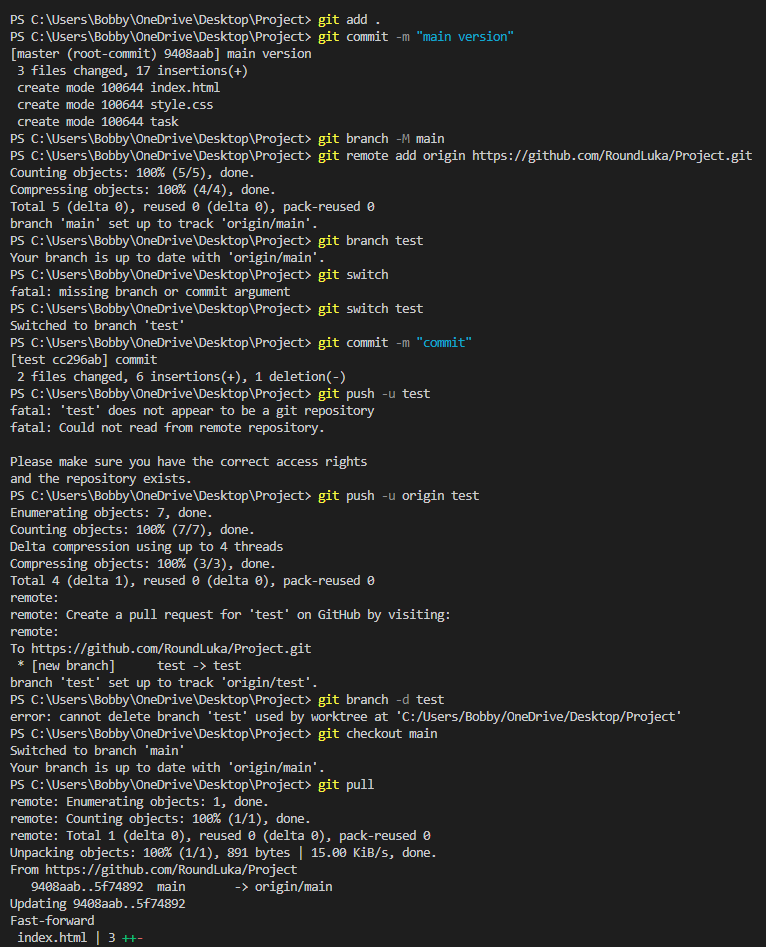 PS C:\Users\Bobby\OneDrive\Desktop\Project> git add .
PS C:\Users\Bobby\OneDrive\Desktop\Project> git commit -m "main version"
[master (root-commit) 9408aab] main version
 3 files changed, 17 insertions(+)
 create mode 100644 index.html
 create mode 100644 style.css
 create mode 100644 task
PS C:\Users\Bobby\OneDrive\Desktop\Project> git branch -M main
PS C:\Users\Bobby\OneDrive\Desktop\Project> git remote add origin https://github.com/RoundLuka/Project.git
Counting objects: 100% (5/5), done.
Compressing objects: 100% (4/4), done.
Total 5 (delta 0), reused 0 (delta 0), pack-reused 0
branch 'main' set up to track 'origin/main'.
PS C:\Users\Bobby\OneDrive\Desktop\Project> git branch test
Your branch is up to date with 'origin/main'.
PS C:\Users\Bobby\OneDrive\Desktop\Project> git switch
fatal: missing branch or commit argument
PS C:\Users\Bobby\OneDrive\Desktop\Project> git switch test
Switched to branch 'test'
PS C:\Users\Bobby\OneDrive\Desktop\Project> git commit -m "commit"
[test cc296ab] commit
 2 files changed, 6 insertions(+), 1 deletion(-)
PS C:\Users\Bobby\OneDrive\Desktop\Project> git push -u test
fatal: 'test' does not appear to be a git repository
fatal: Could not read from remote repository.

Please make sure you have the correct access rights
and the repository exists.
PS C:\Users\Bobby\OneDrive\Desktop\Project> git push -u origin test
Enumerating objects: 7, done.
Counting objects: 100% (7/7), done.
Delta compression using up to 4 threads
Compressing objects: 100% (3/3), done.
Total 4 (delta 1), reused 0 (delta 0), pack-reused 0
remote:
remote: Create a pull request for 'test' on GitHub by visiting:
remote:
To https://github.com/RoundLuka/Project.git
 * [new branch]      test -> test
branch 'test' set up to track 'origin/test'.
PS C:\Users\Bobby\OneDrive\Desktop\Project> git branch -d test
error: cannot delete branch 'test' used by worktree at 'C:/Users/Bobby/OneDrive/Desktop/Project'
PS C:\Users\Bobby\OneDrive\Desktop\Project> git checkout main
Switched to branch 'main'
Your branch is up to date with 'origin/main'.
PS C:\Users\Bobby\OneDrive\Desktop\Project> git pull
remote: Enumerating objects: 1, done.
remote: Counting objects: 100% (1/1), done.
remote: Total 1 (delta 0), reused 0 (delta 0), pack-reused 0
Unpacking objects: 100% (1/1), 891 bytes | 15.00 KiB/s, done.
From https://github.com/RoundLuka/Project
   9408aab..5f74892  main       -> origin/main
Updating 9408aab..5f74892
Fast-forward
 index.html | 3 ++-